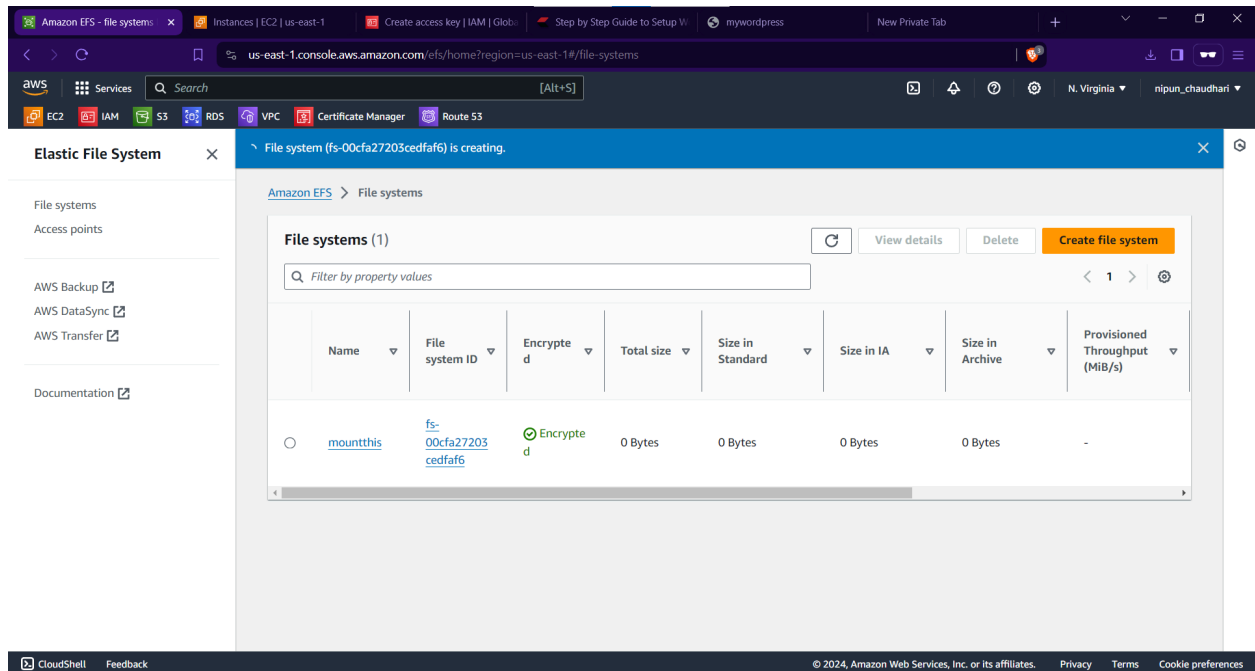 Amazon EFS - file systems
Instances | EC2 | us-east-1
Create access key | IAM | Globa
Step by Step Guide to Setup W
mywordpress
New Private Tab
us-east-1.console.aws.amazon.com/efs/home?region=us-east-1#/file-systems
3
aws Services Search [Alt+S] N. Virginia nipun_chaudhari
EC2 IAM S3 RDS VPC Certificate Manager Route 53
Elastic File System
File systems
Access points
AWS Backup
AWS DataSync
AWS Transfer
Documentation
File system (fs-00cfa27203cedfaf6) is creating.
Amazon EFS > File systems
File systems (1) View details Delete Create file system
Filter by property values 1
Name
File
system ID
Encrypte
d
Total size
Size in
Standard
Size in IA
Size in
Archive
Provisioned
Throughput
(MiB/s)
mountthis
fs-
00cfa27203
cedfaf6
Encrypte
d
0 Bytes
0 Bytes
0 Bytes
0 Bytes
-
CloudShell Feedback © 2024, Amazon Web Services, Inc. or its affiliates. Privacy Terms Cookie preferences